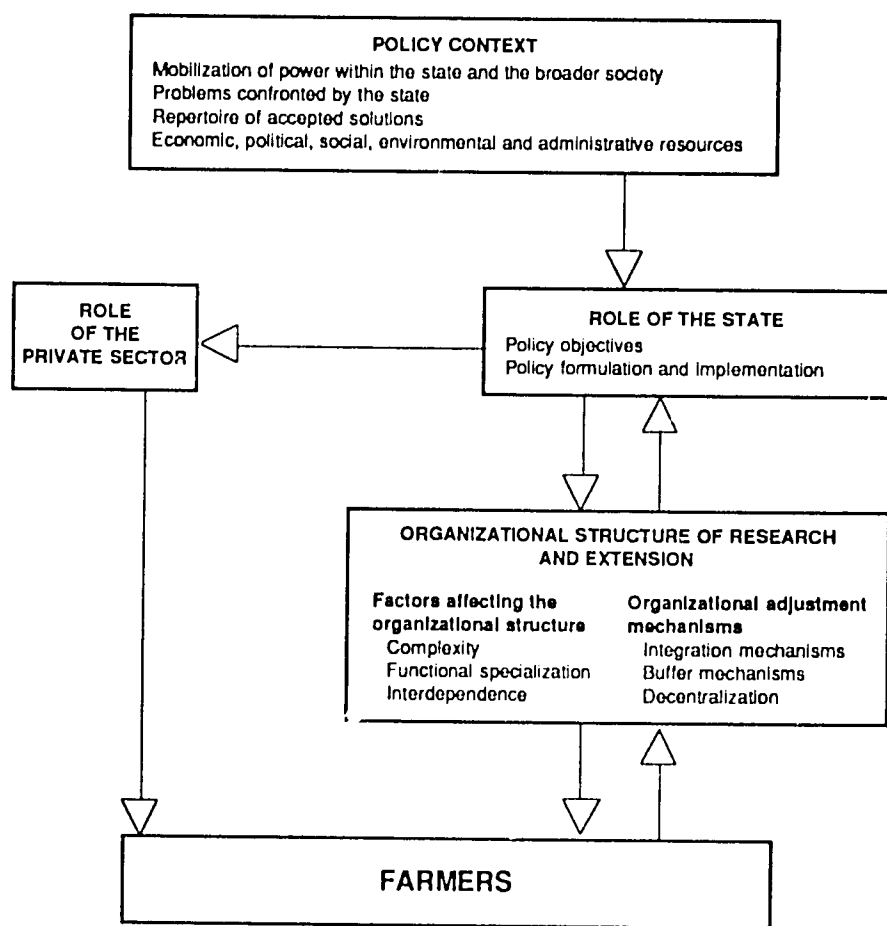 POLICY CONTEXT
Mobilization of power within the state and the broader society
Problems confronted by the state
Repertoire of accepted solutions
Economic, political, social, environmental and administrative resources
ROLE
OF THE
PRIVATE SECTOR
ROLE OF THE STATE
Policy objectives
Policy formulation and implementation
ORGANIZATIONAL STRUCTURE OF RESEARCH
AND EXTENSION
Factors affecting the
organizational structure
Complexity
Functional specialization
Interdependence
Organizational adjustment
mechanisms
Integration mechanisms
Buffer mechanisms
Decentralization
FARMERS